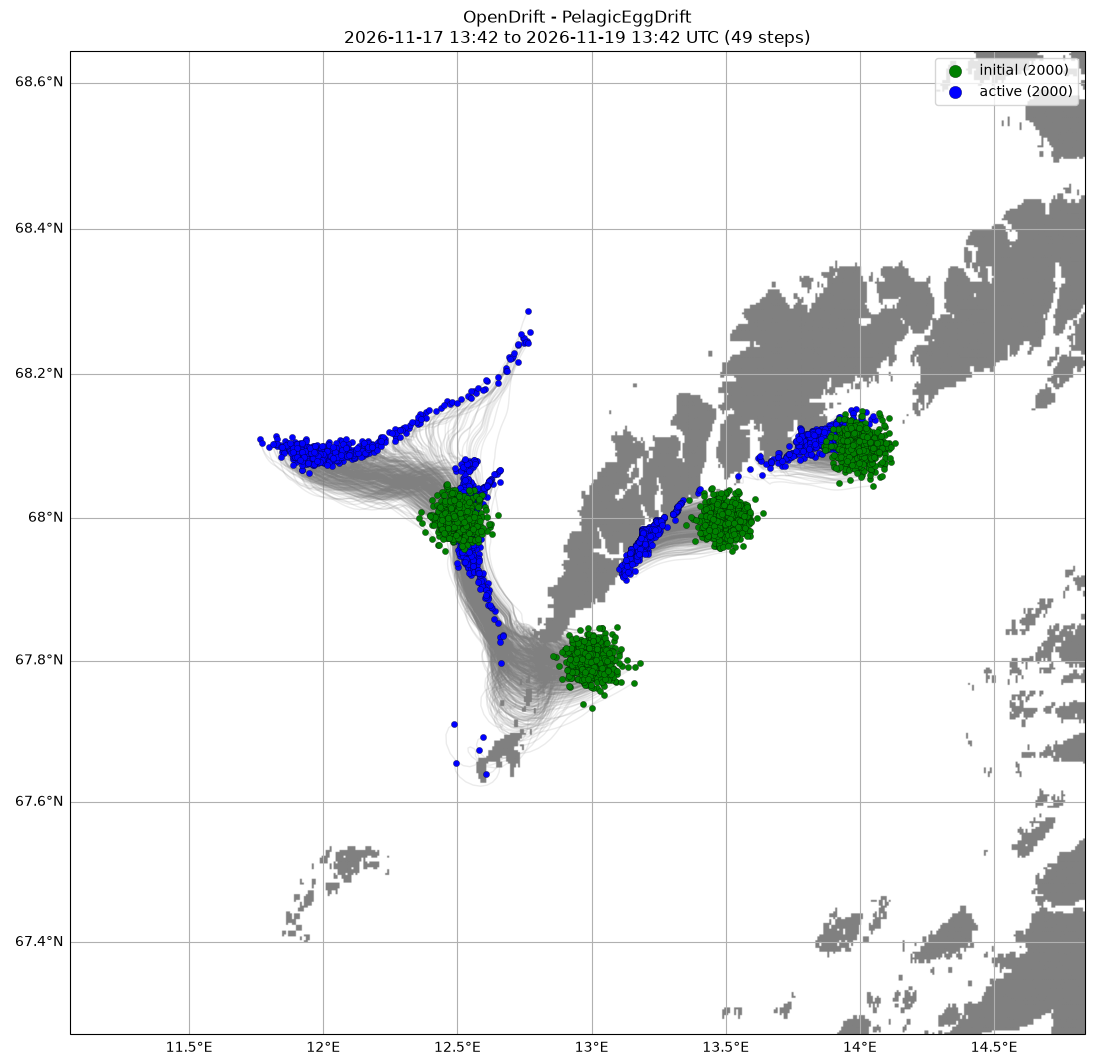 OpenDrift - PelagicEggDrift
2026-11-17 13:42 to 2026-11-19 13:42 UTC (49 steps)
initial (2000)
active (2000)
68.6°N
68.4°N
68.2°N
68°N
67.8°N
67.6°N
67.4°N
11.5°E
12°E
12.5°E
13°E
13.5°E
14°E
14.5°E